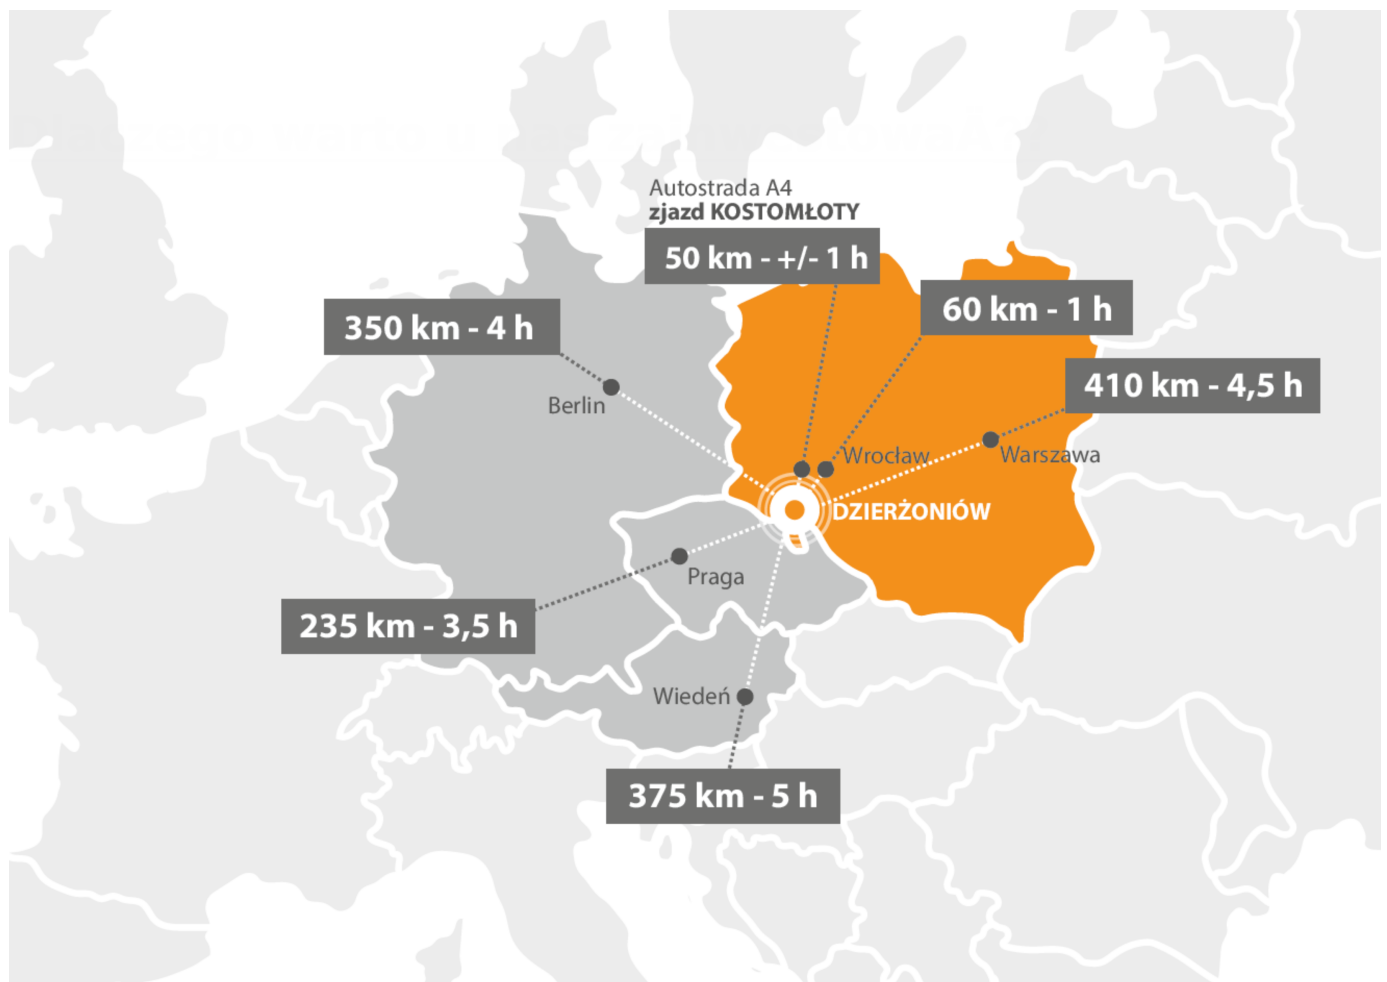 Autostrada A4
zjazd KOSTOMŁOTY
50 km - +/- 1 h
60 km - 1 h
350 km - 4 h
410 km - 4,5 h
Berlin
Wrocław
Warszawa
DZIERŻONIÓW
Praga
235 km - 3,5 h
Wiedeń
375 km - 5 h